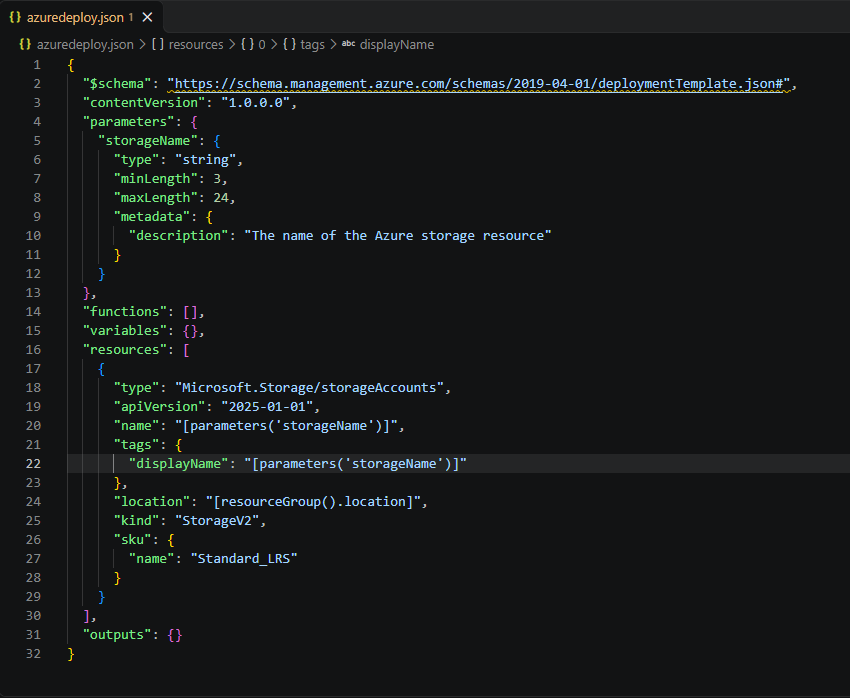 {} azuredeploy.json 1 ×
{} azuredeploy.json > [ ] resources > { } 0 > { } tags > abc displayName
1 {
2 "$schema": "https://schema.management.azure.com/schemas/2019-04-01/deploymentTemplate.json#",
3 "contentVersion": "1.0.0.0",
4 "parameters": {
5 "storageName": {
6 "type": "string",
7 "minLength": 3,
8 "maxLength": 24,
9 "metadata": {
10 "description": "The name of the Azure storage resource"
11 }
12 }
13 },
14 "functions": [],
15 "variables": {},
16 "resources": [
17 {
18 "type": "Microsoft.Storage/storageAccounts",
19 "apiVersion": "2025-01-01",
20 "name": "[parameters('storageName')]",
21 "tags": {
22 "displayName": "[parameters('storageName')]"
23 },
24 "location": "[resourceGroup().location]",
25 "kind": "StorageV2",
26 "sku": {
27 "name": "Standard_LRS"
28 }
29 }
30 ],
31 "outputs": {}
32 }